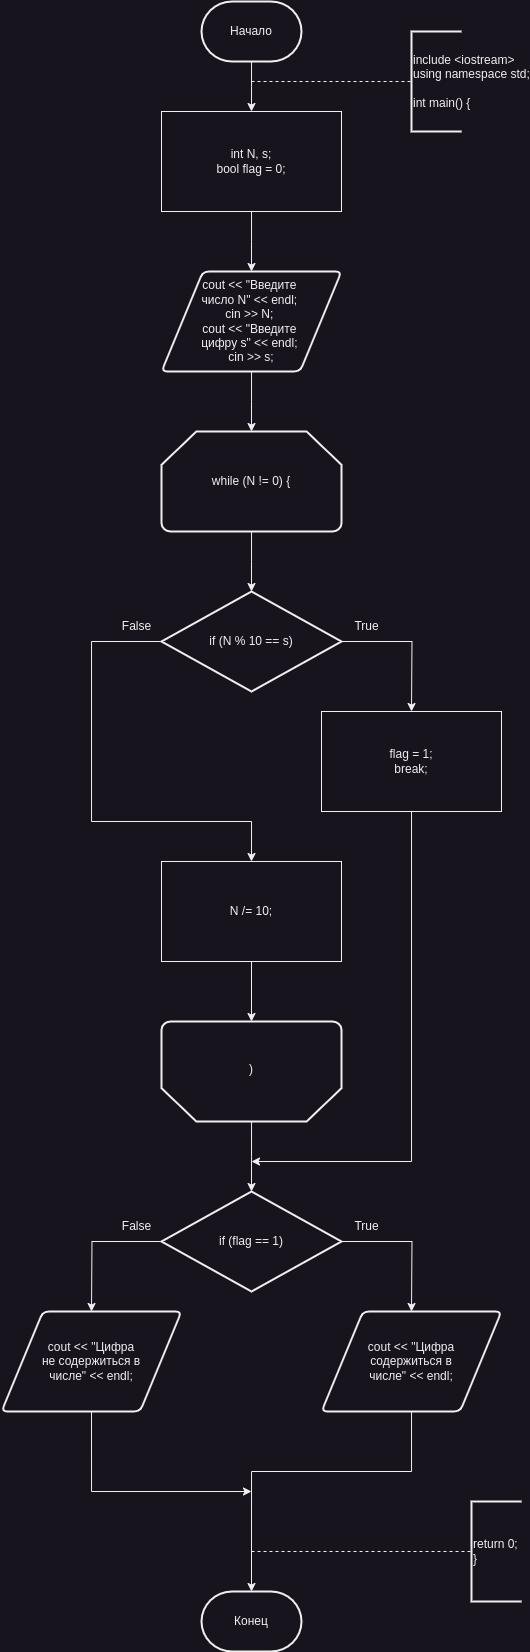 Начало
include <iostream>
using namespace std;
int main() {
int N, s;
bool flag = 0;
cout << "Введите
число N" << endl;
cin >> N;
cout << "Введите
цифру s" << endl;
cin >> s;
while (N != 0) {
if (N % 10 == s)
False
True
flag = 1;
break;
N /= 10;
)
if (flag == 1)
False
True
cout << "Цифра
не содержиться в
числе" << endl;
cout << "Цифра
содержиться в
числе" << endl;
return 0;
}
Конец